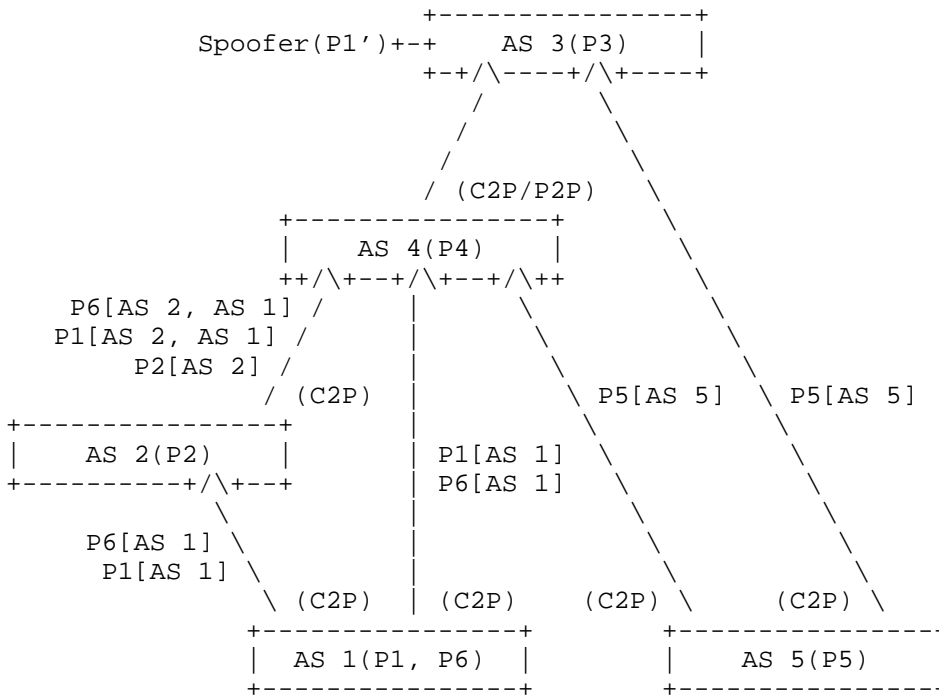 +----------------+
Spoofer(P1')+-+ AS 3(P3) |
+-+/\----+/\+----+
/ \
/ \
/ \
/ \
/ (C2P/P2P) \
+----------------+ \
| AS 4(P4) | \
++/\+--+/\+--+/\++ \
P6[AS 2, AS 1] / | \ \
P1[AS 2, AS 1] / | \ \
P2[AS 2] / | \ \
/ (C2P) | \ P5[AS 5] \ P5[AS 5]
+----------------+ | \ \
| AS 2(P2) | | P1[AS 1] \ \
+----------+/\+--+ | P6[AS 1] \ \
\ | \ \
P6[AS 1] \ | \ \
P1[AS 1] \ | \ \
\ (C2P) | (C2P) (C2P) \ (C2P) \
+----------------+ +----------------
| AS 1(P1, P6) | | AS 5(P5)
+----------------+ +----------------